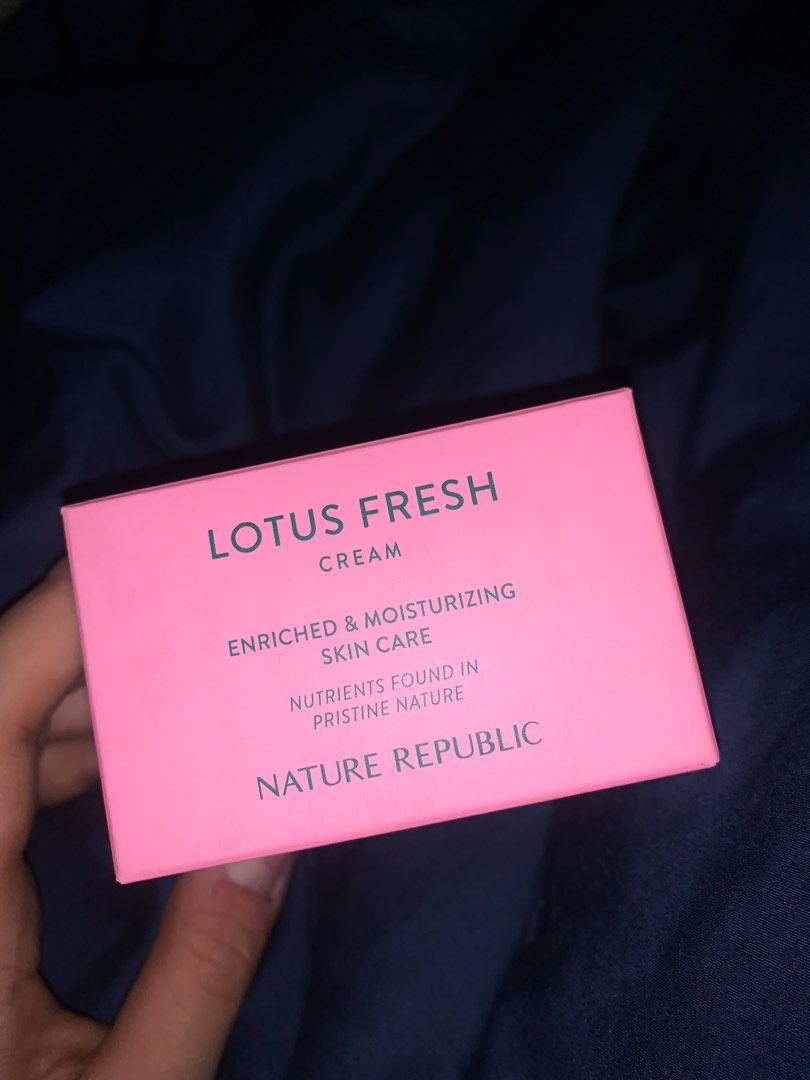 LOTUS FRESH
CREAM
ENRICHED & MOISTURIZING
SKIN CARE
NUTRIENTS FOUND IN
PRISTINE NATURE
NATURE REPUBLIC